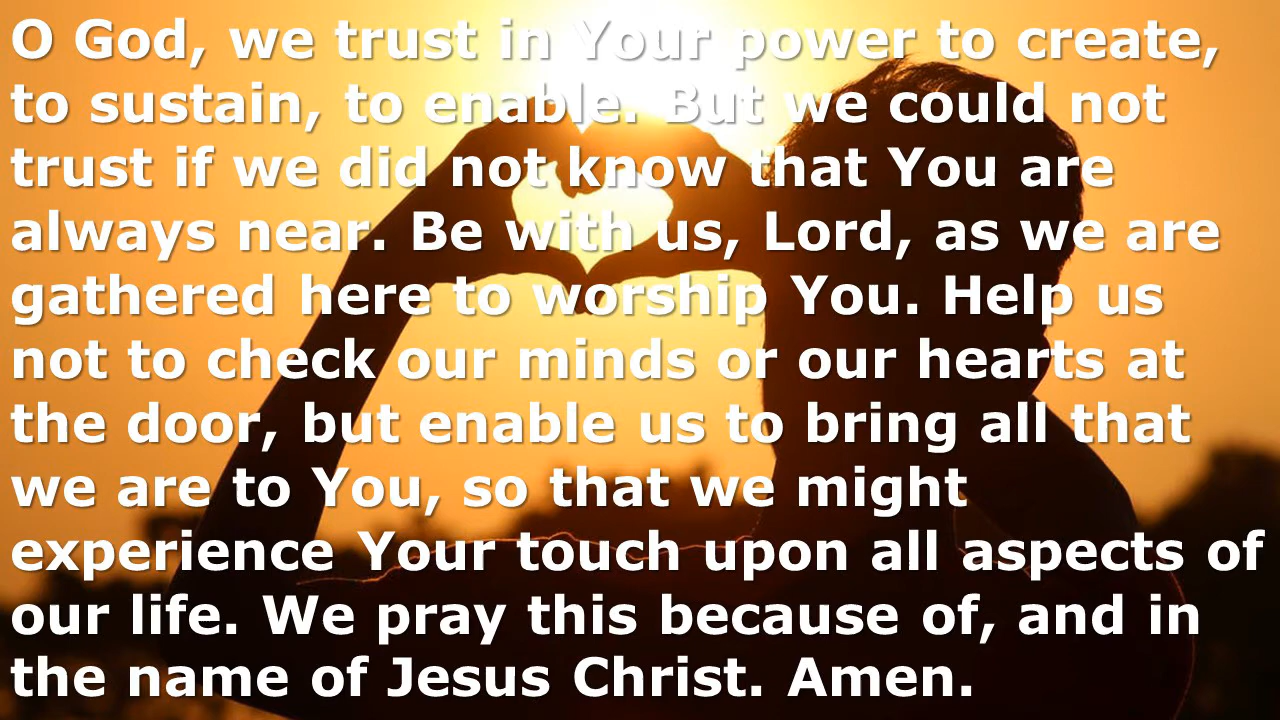 O God, we trust in Your power to create,
to sustain, to enable. But we could not
trust if we did not know that You are
always near. Be with us, Lord, as we are
gathered here to worship You. Help us
not to check our minds or our hearts at
the door, but enable us to bring all that
we are to You, so that we might
experience Your touch upon all aspects of
our life. We pray this because of, and in
the name of Jesus Christ. Amen.